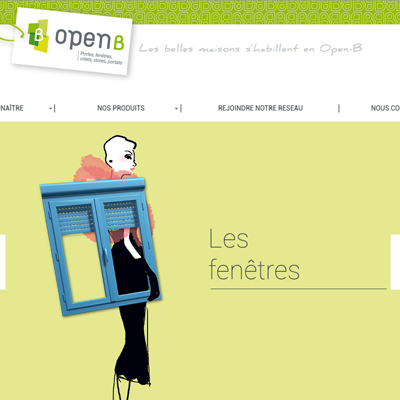 B openB
Portes, fenêtres,
volets, stores, portails
Les belles maisons s'habillent en Open-B
NAÎTRE | NOS PRODUITS | REJOINDRE NOTRE RESEAU | NOUS CO
Les
fenêtres